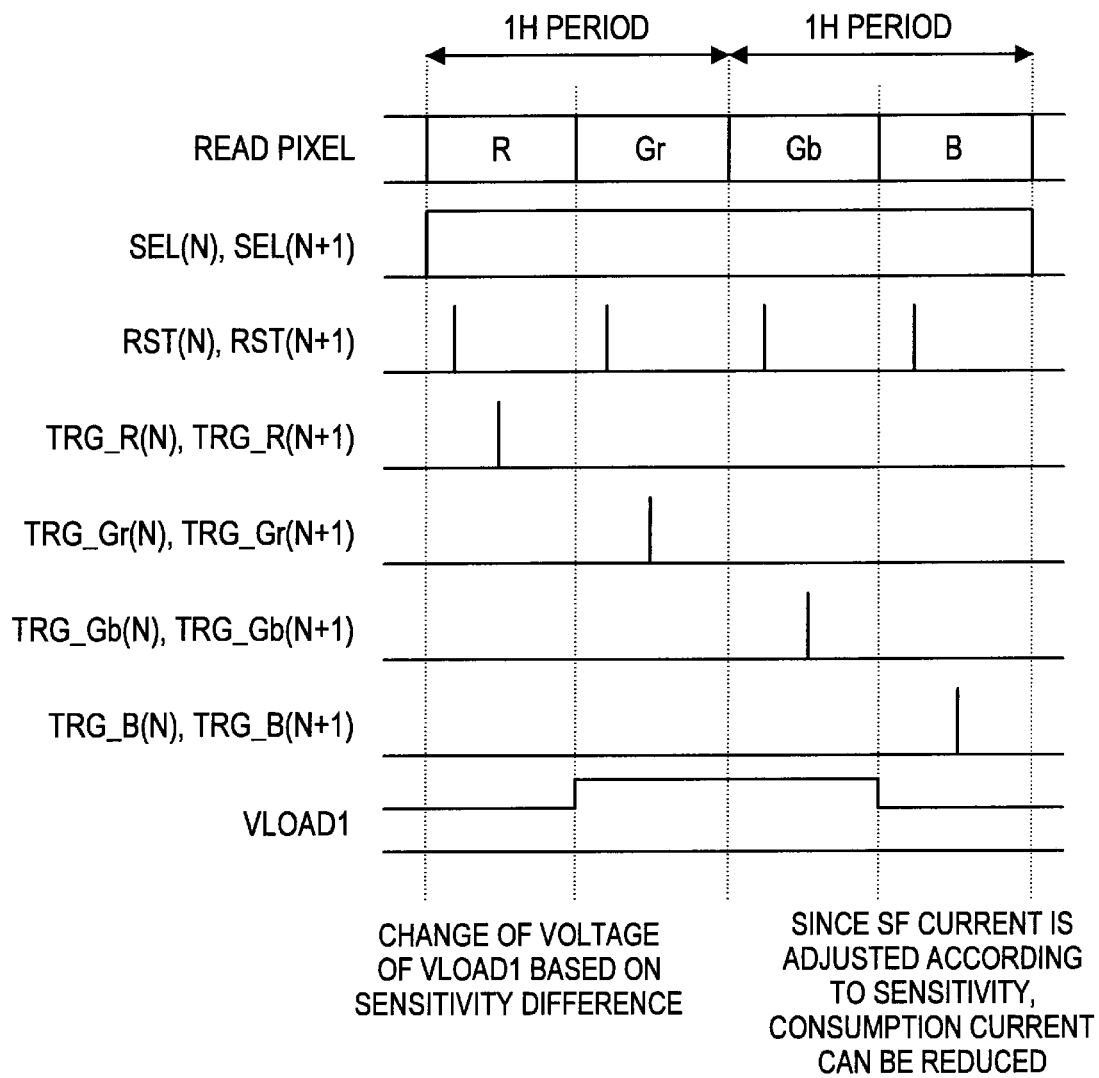 1H PERIOD 1H PERIOD
READ PIXEL R Gr Gb B
SEL(N), SEL(N+1)
RST(N), RST(N+1)
TRG_R(N), TRG_R(N+1)
TRG_Gr(N), TRG_Gr(N+1)
TRG_Gb(N), TRG_Gb(N+1)
TRG_B(N), TRG_B(N+1)
VLOAD1
CHANGE OF VOLTAGE
OF VLOAD1 BASED ON
SENSITIVITY DIFFERENCE
SINCE SF CURRENT IS
ADJUSTED ACCORDING
TO SENSITIVITY,
CONSUMPTION CURRENT
CAN BE REDUCED